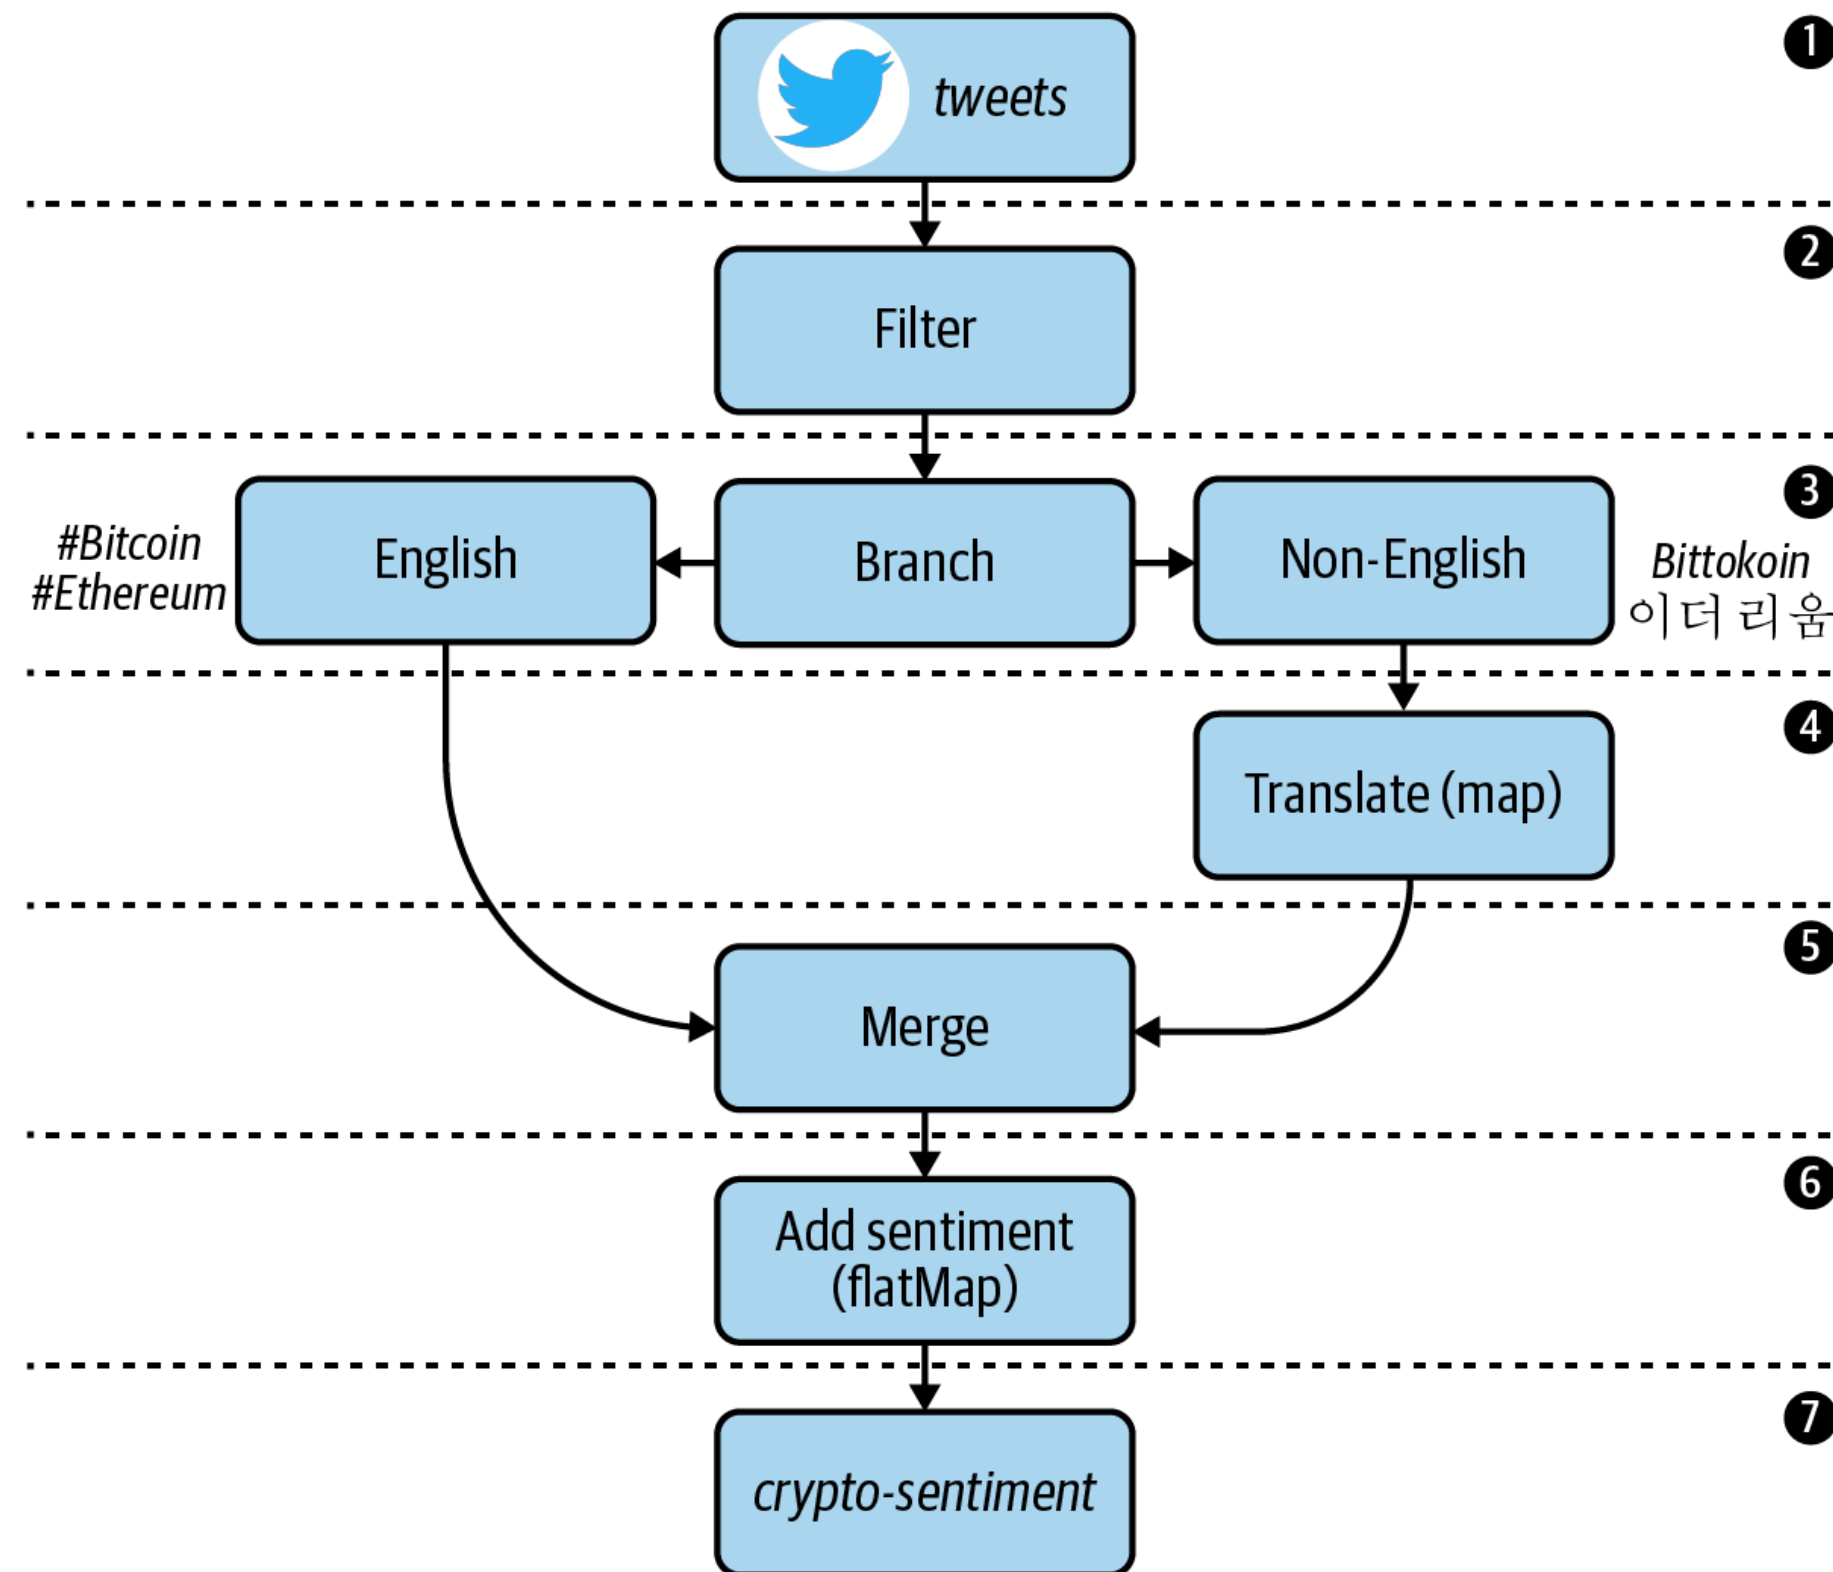 tweets
1
2
Filter
3
#Bitcoin
#Ethereum
English
Branch
Non-English
Bittokoin
이더 리움
4
Translate (map)
5
Merge
6
Add sentiment
(flatMap)
7
crypto-sentiment